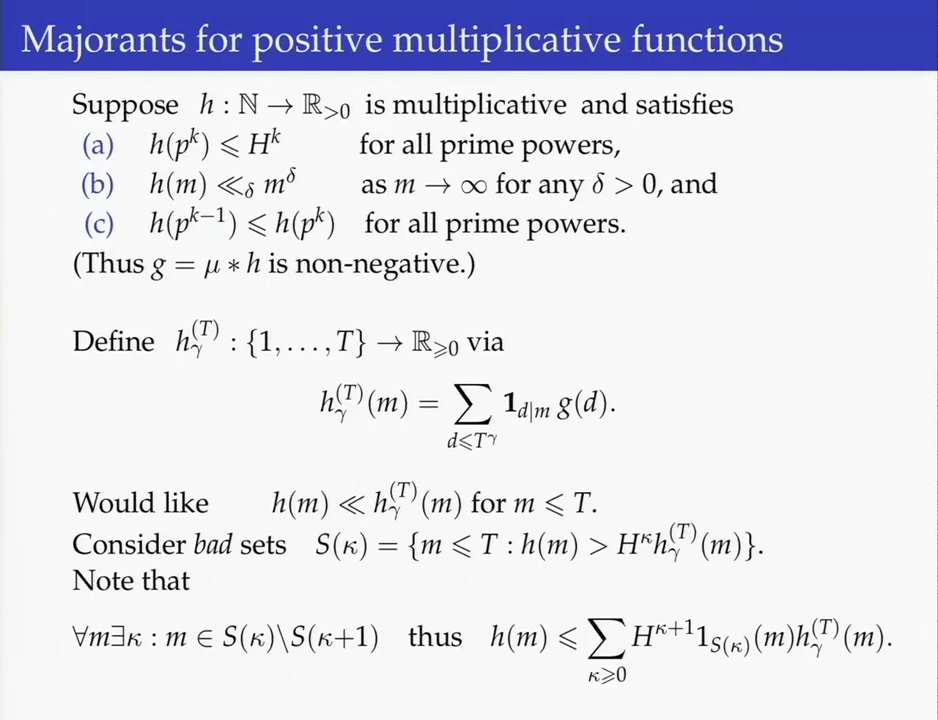 Majorants for positive multiplicative functions
Suppose h : ℕ → ℝ_{>0} is multiplicative and satisfies
(a) h(p^k) ⩽ H^k for all prime powers,
(b) h(m) ≪_δ m^δ as m → ∞ for any δ > 0, and
(c) h(p^{k−1}) ⩽ h(p^k) for all prime powers.
(Thus g = μ ∗ h is non-negative.)
Define h_γ^{(T)} : {1, . . . , T} → ℝ_{⩾0} via
h_γ^{(T)}(m) = ∑_{d⩽T^γ} 𝟏_{d|m} g(d).
Would like h(m) ≪ h_γ^{(T)}(m) for m ⩽ T.
Consider bad sets S(κ) = {m ⩽ T : h(m) > H^κ h_γ^{(T)}(m)}.
Note that
∀m∃κ : m ∈ S(κ)\S(κ+1) thus h(m) ⩽ ∑_{κ⩾0} H^{κ+1} 1_{S(κ)}(m) h_γ^{(T)}(m).